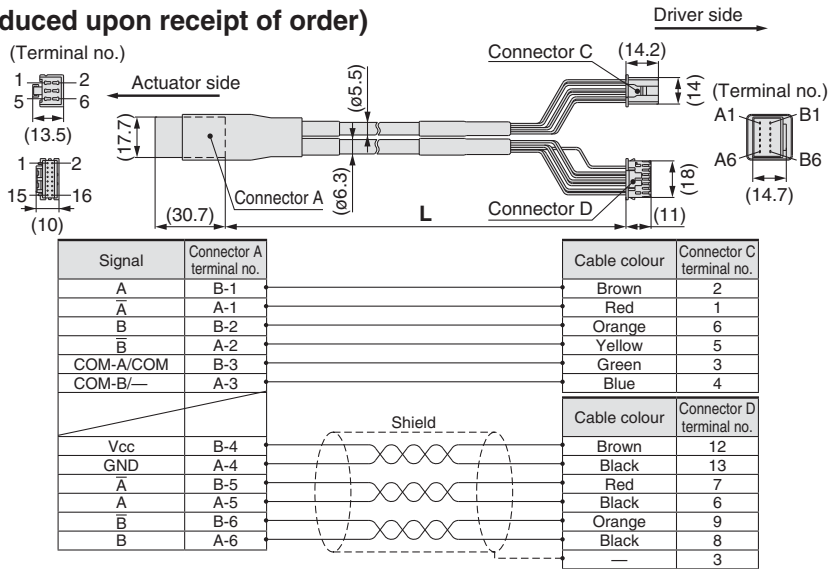 duced upon receipt of order)
Driver side
(Terminal no.)
Connector C
(14.2)
1
2
5
6
(13.5)
Actuator side
(ø5.5)
(14)
(Terminal no.)
A1
B1
A6
B6
(14.7)
(17.7)
1
2
15
16
(10)
Connector A
(30.7)
(ø6.3)
L
Connector D
(18)
(11)
Signal Connector A terminal no.
A B-1
A̅ A-1
B B-2
B̅ A-2
COM-A/COM B-3
COM-B/— A-3
Cable colour Connector C terminal no.
Brown 2
Red 1
Orange 6
Yellow 5
Green 3
Blue 4
Shield
Cable colour Connector D terminal no.
Vcc B-4 Brown 12
GND A-4 Black 13
A̅ B-5 Red 7
A A-5 Black 6
B̅ B-6 Orange 9
B A-6 Black 8
— 3